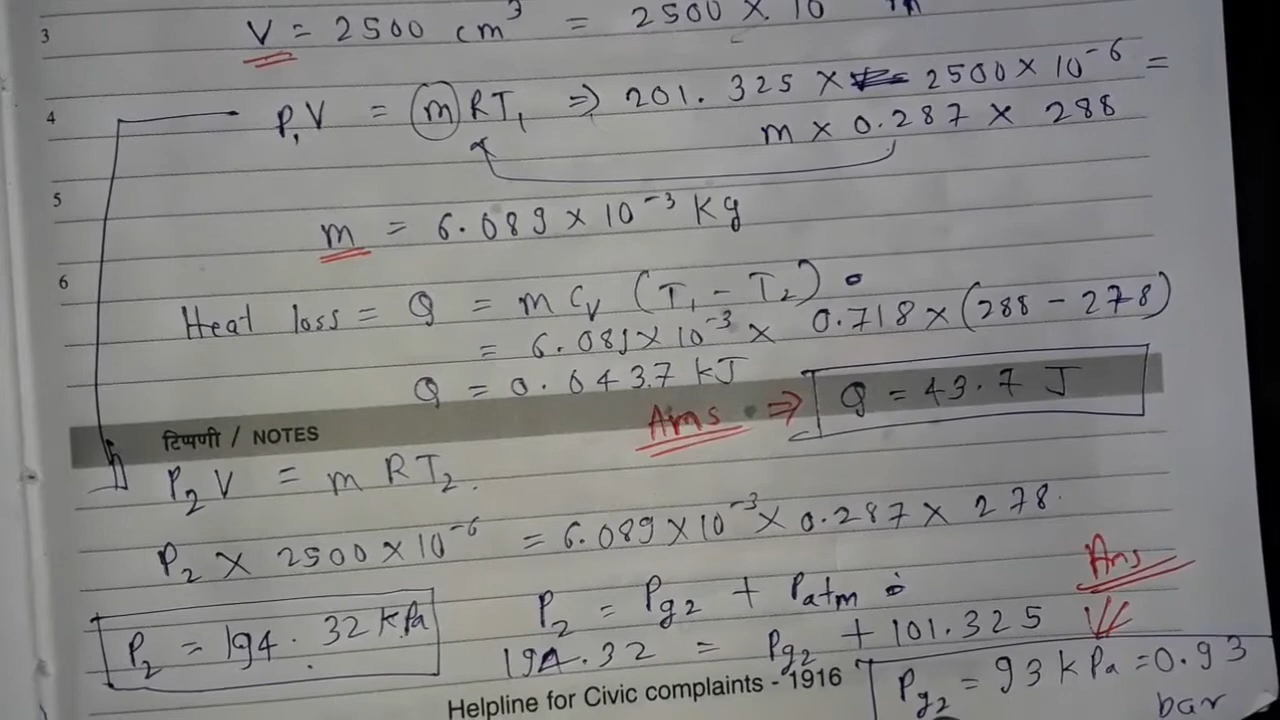 3
V = 2500 cm³ = 2500 × 10
4
P₁V = m RT₁ ⇒ 201.325 × 2500 × 10⁻⁶ =
m × 0.287 × 288
5
m = 6.089 × 10⁻³ kg
6
Heat loss = Q = m Cv (T₁ - T₂)
= 6.089 × 10⁻³ × 0.718 × (288 - 278)
Q = 0.0437 kJ
Ans ⇒ Q = 43.7 J
टिप्पणी / NOTES
P₂V = m RT₂.
P₂ × 2500 × 10⁻⁶ = 6.089 × 10⁻³ × 0.287 × 278.
P₂ = 194.32 kPa
P₂ = Pg₂ + Patm
Ans
194.32 = Pg₂ + 101.325
Pg₂ = 93 kPa = 0.93 bar
Helpline for Civic complaints - 1916